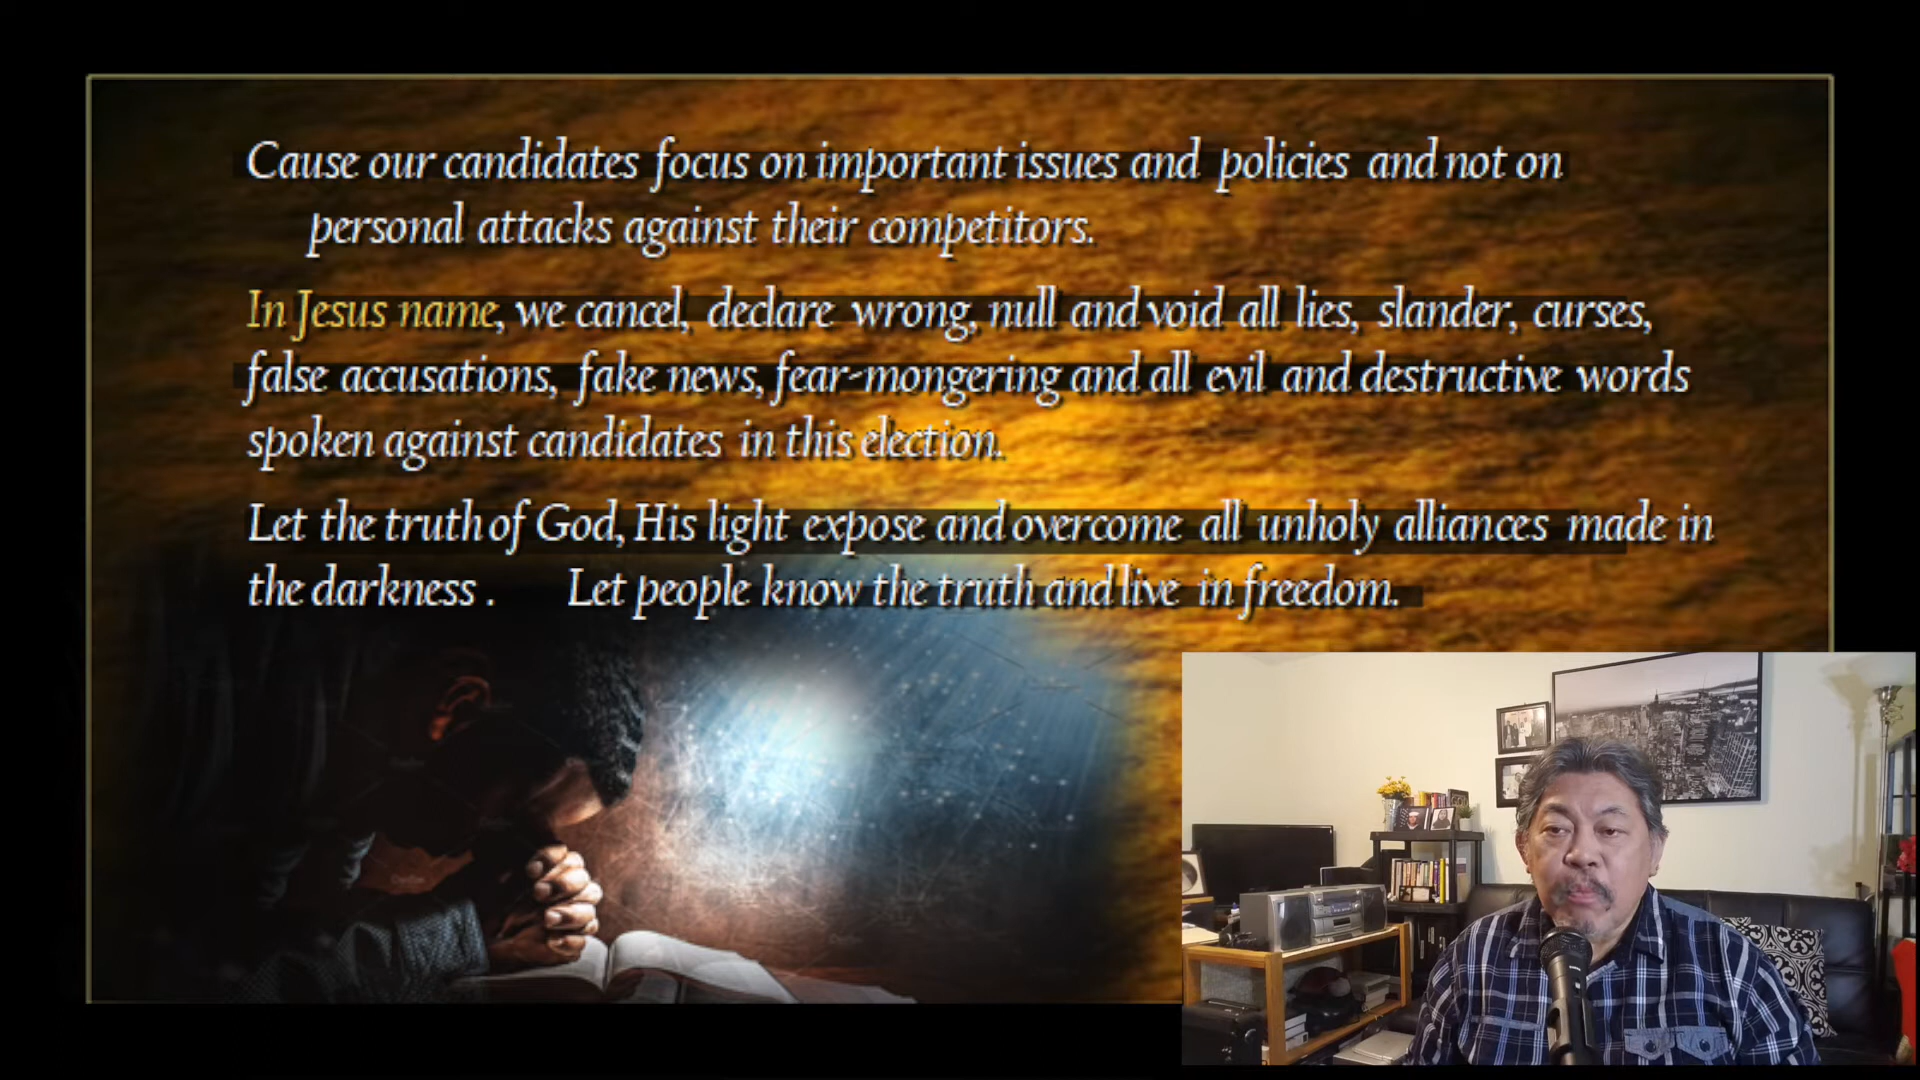 Cause our candidates focus on important issues and policies and not on
personal attacks against their competitors.
In Jesus name, we cancel, declare wrong, null and void all lies, slander, curses,
false accusations, fake news, fear-mongering and all evil and destructive words
spoken against candidates in this election.
Let the truth of God, His light expose and overcome all unholy alliances made in
the darkness . Let people know the truth and live in freedom.